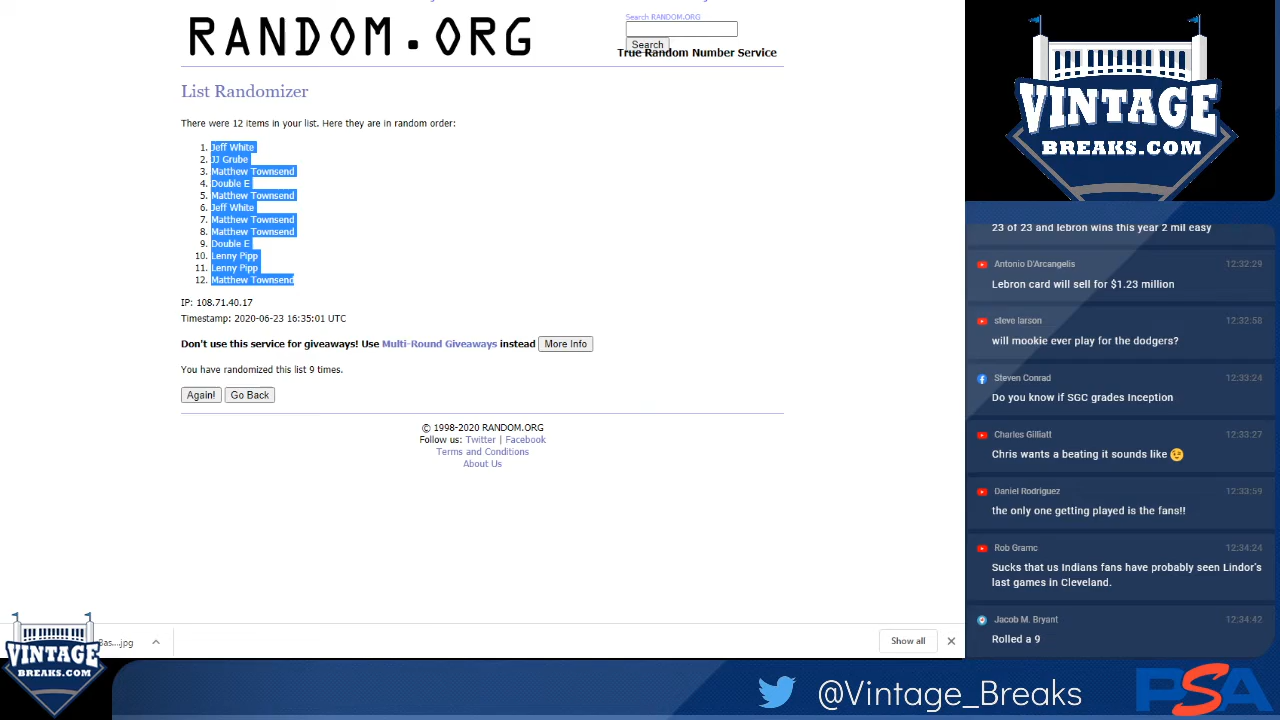 RANDOM.ORG
Search RANDOM.ORG
Search
True Random Number Service
List Randomizer
There were 12 items in your list. Here they are in random order:
1. Jeff White
2. JJ Grube
3. Matthew Townsend
4. Double E
5. Matthew Townsend
6. Jeff White
7. Matthew Townsend
8. Matthew Townsend
9. Double E
10. Lenny Pipp
11. Lenny Pipp
12. Matthew Townsend
IP: 108.71.40.17
Timestamp: 2020-06-23 16:35:01 UTC
Don't use this service for giveaways! Use Multi-Round Giveaways instead More Info
You have randomized this list 9 times.
Again! Go Back
© 1998-2020 RANDOM.ORG
Follow us: Twitter | Facebook
Terms and Conditions
About Us
Bas....jpg
Show all
VINTAGE
BREAKS.COM
VINTAGE
BREAKS.COM
23 of 23 and lebron wins this year 2 mil easy
Antonio D'Arcangelis 12:32:29
Lebron card will sell for $1.23 million
steve larson 12:32:58
will mookie ever play for the dodgers?
Steven Conrad 12:33:24
Do you know if SGC grades Inception
Charles Gilliatt 12:33:27
Chris wants a beating it sounds like 😉
Daniel Rodriguez 12:33:59
the only one getting played is the fans!!
Rob Gramc 12:34:24
Sucks that us Indians fans have probably seen Lindor's
last games in Cleveland.
Jacob M. Bryant 12:34:42
Rolled a 9
@Vintage_Breaks
PSA